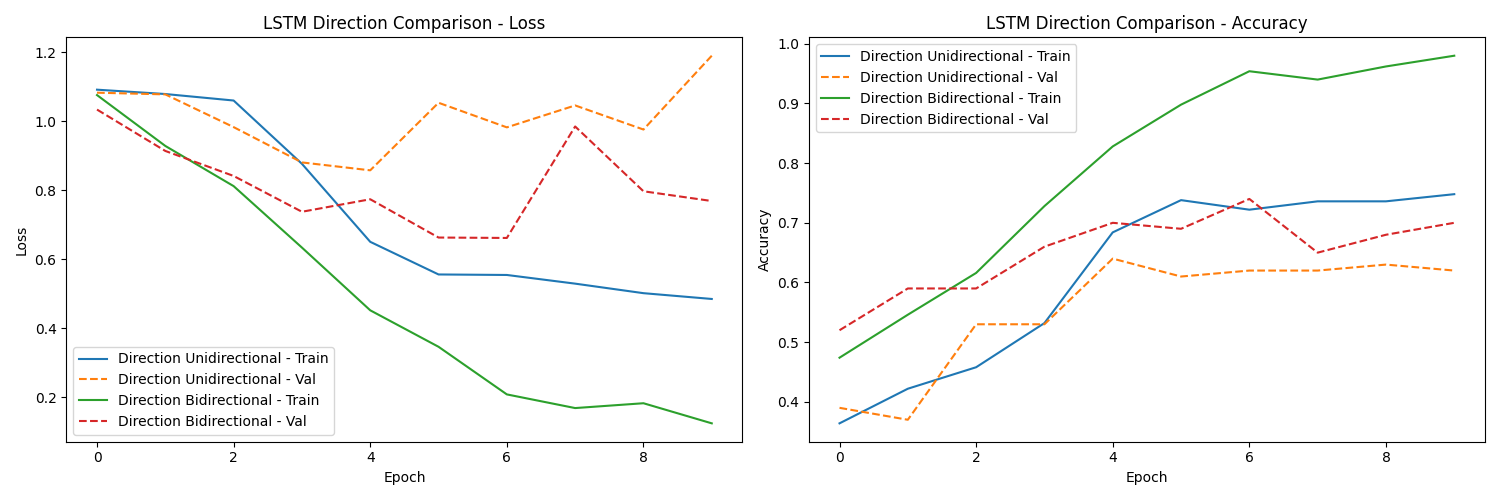 LSTM Direction Comparison - Loss
1.2
1.0
0.8
0.6
0.4
0.2
Loss
Direction Unidirectional - Train
Direction Unidirectional - Val
Direction Bidirectional - Train
Direction Bidirectional - Val
0 2 4 6 8
Epoch
LSTM Direction Comparison - Accuracy
1.0
0.9
0.8
0.7
0.6
0.5
0.4
Accuracy
Direction Unidirectional - Train
Direction Unidirectional - Val
Direction Bidirectional - Train
Direction Bidirectional - Val
0 2 4 6 8
Epoch